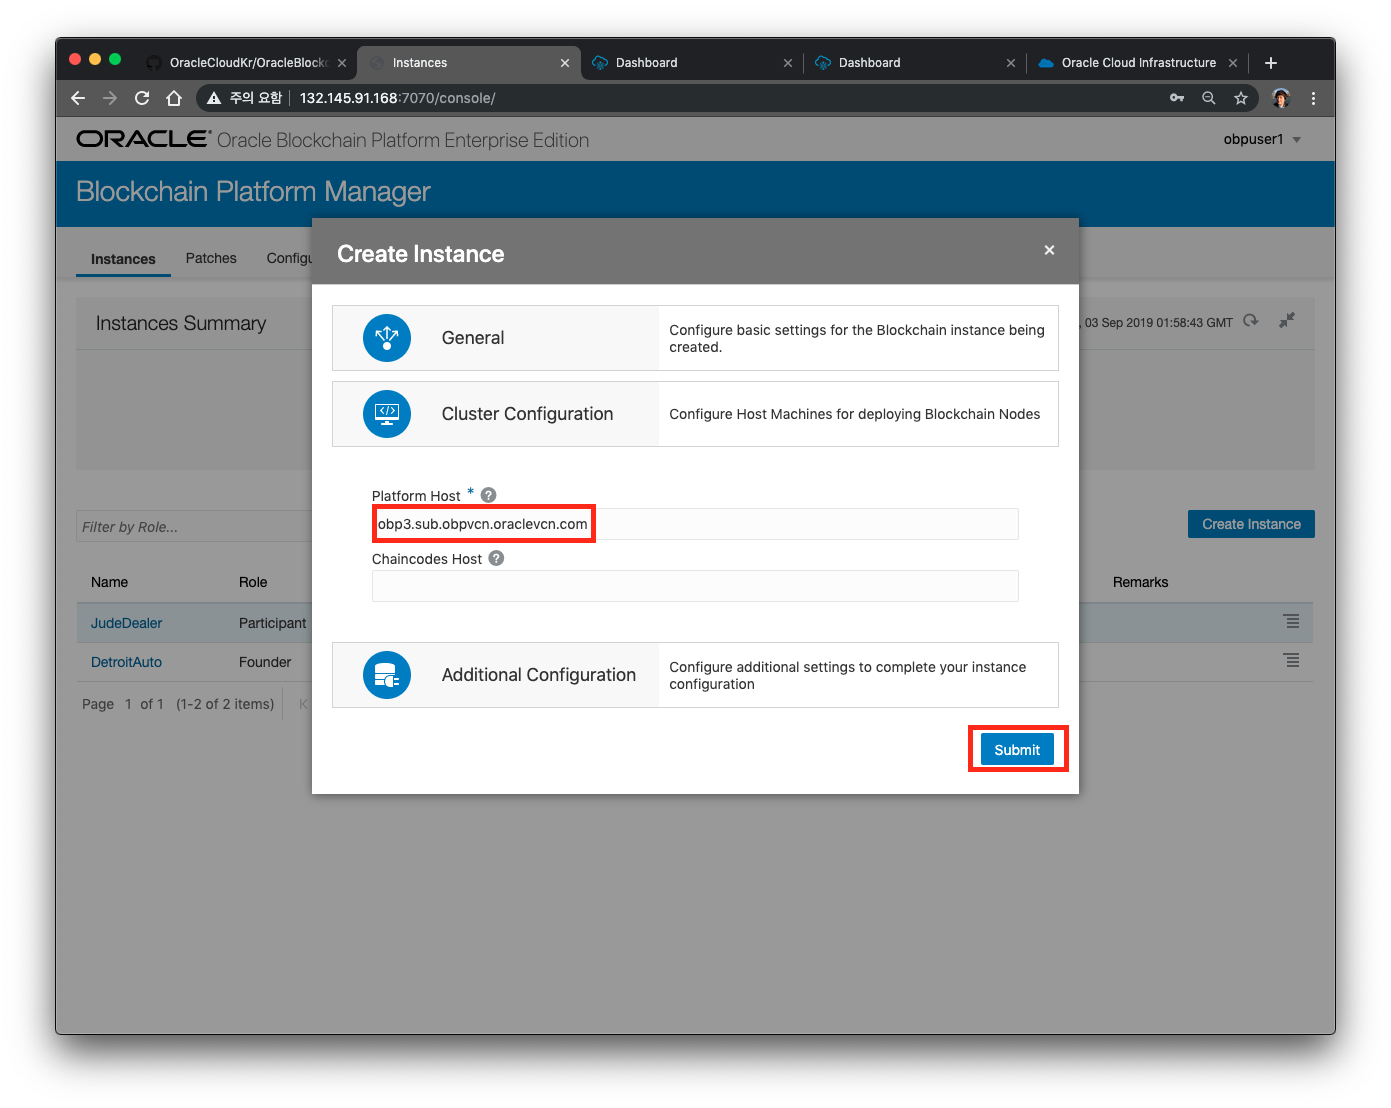 OracleCloudKr/OracleBlockc
Instances
Dashboard
Dashboard
Oracle Cloud Infrastructure
주의 요함
132.145.91.168:7070/console/
ORACLE® Oracle Blockchain Platform Enterprise Edition
obpuser1
Blockchain Platform Manager
Instances
Patches
Configu
Instances Summary
, 03 Sep 2019 01:58:43 GMT
Create Instance
General
Configure basic settings for the Blockchain instance being
created.
Cluster Configuration
Configure Host Machines for deploying Blockchain Nodes
Platform Host * ?
obp3.sub.obpvcn.oraclevcn.com
Chaincodes Host ?
Additional Configuration
Configure additional settings to complete your instance
configuration
Submit
Filter by Role...
Create Instance
Name
Role
Remarks
JudeDealer
Participant
DetroitAuto
Founder
Page 1 of 1 (1-2 of 2 items)